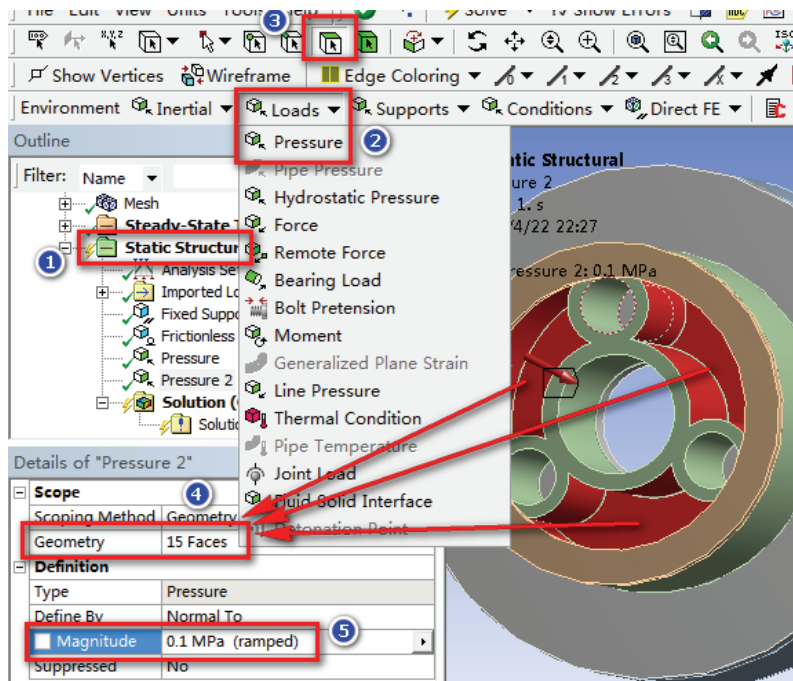 File Edit View Units Tools Help Solve Show Errors
3
Show Vertices Wireframe Edge Coloring
Environment Inertial Loads Supports Conditions Direct FE
Outline
Filter: Name
Mesh
Steady-State
1
Static Structur
Analysis Se
Imported Lo
Fixed Suppo
Frictionless
Pressure
Pressure 2
Solution (
Soluti
Pressure
2
Pipe Pressure
Hydrostatic Pressure
Force
Remote Force
Bearing Load
Bolt Pretension
Moment
Generalized Plane Strain
Line Pressure
Thermal Condition
Pipe Temperature
Joint Load
Fluid Solid Interface
Detonation Point
tic Structural
ure 2
1. s
/4/22 22:27
ressure 2: 0.1 MPa
Details of "Pressure 2"
Scope
4
Scoping Method Geometry
Geometry 15 Faces
Definition
Type Pressure
Define By Normal To
Magnitude 0.1 MPa (ramped)
5
Suppressed No